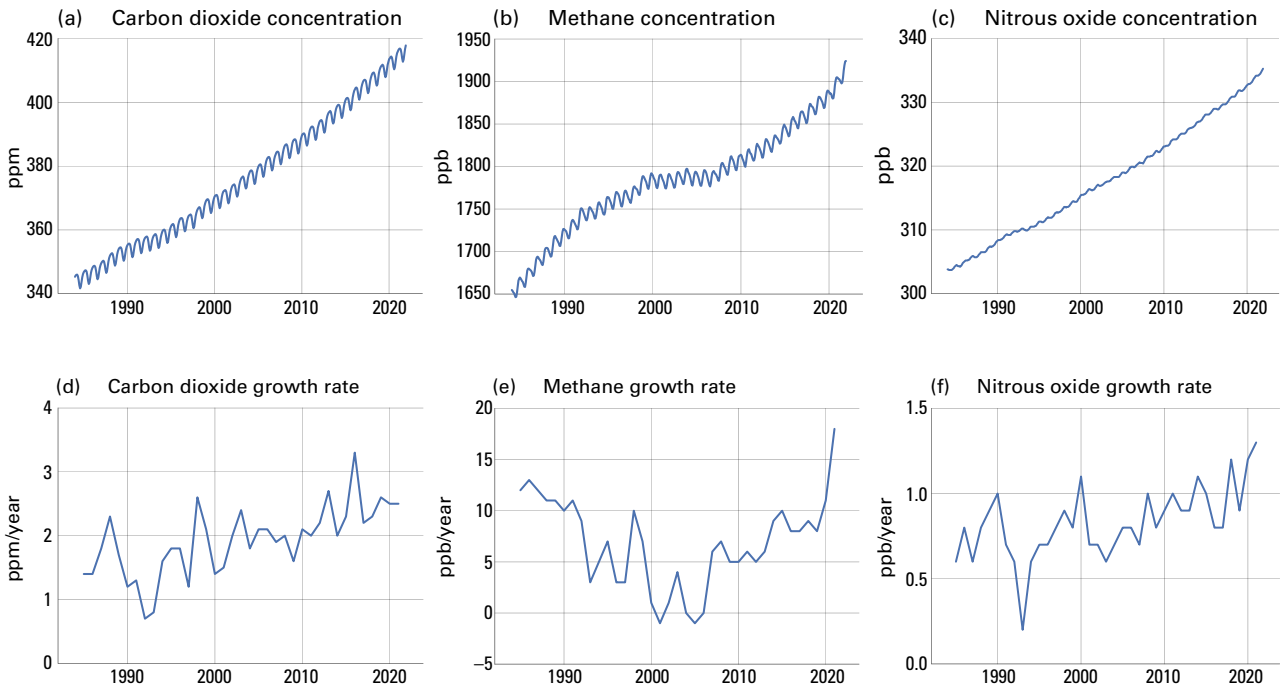 (a) Carbon dioxide concentration
420
400
380
360
340
ppm
1990 2000 2010 2020
(b) Methane concentration
1950
1900
1850
1800
1750
1700
1650
ppb
1990 2000 2010 2020
(c) Nitrous oxide concentration
340
330
320
310
300
ppb
1990 2000 2010 2020
(d) Carbon dioxide growth rate
4
3
2
1
0
ppm/year
1990 2000 2010 2020
(e) Methane growth rate
20
15
10
5
0
−5
ppb/year
1990 2000 2010 2020
(f) Nitrous oxide growth rate
1.5
1.0
0.5
0.0
ppb/year
1990 2000 2010 2020